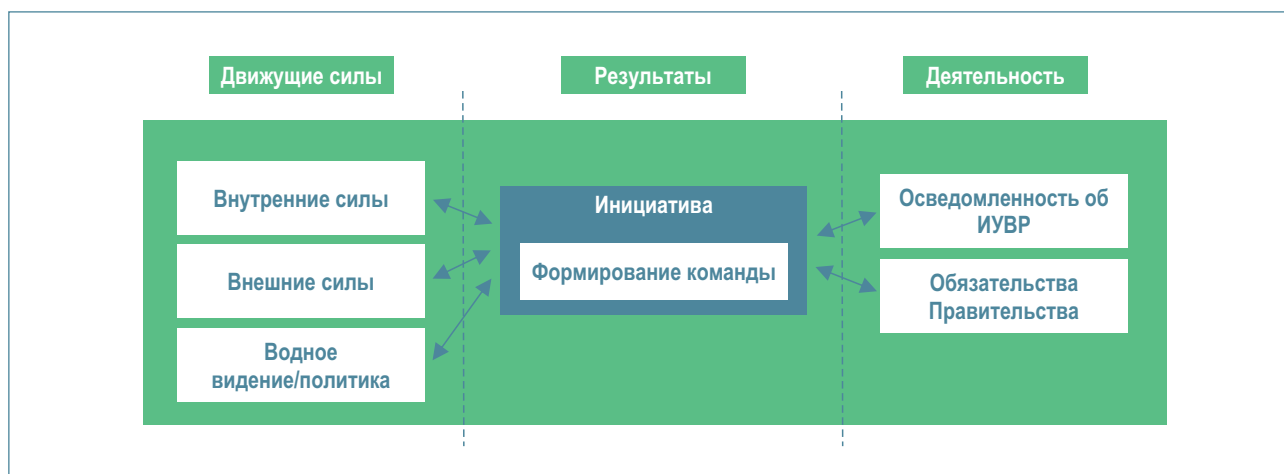 Движущие силы
Результаты
Деятельность
Внутренние силы
Внешние силы
Водное
видение/политика
Инициатива
Формирование команды
Осведомленность об
ИУВР
Обязательства
Правительства